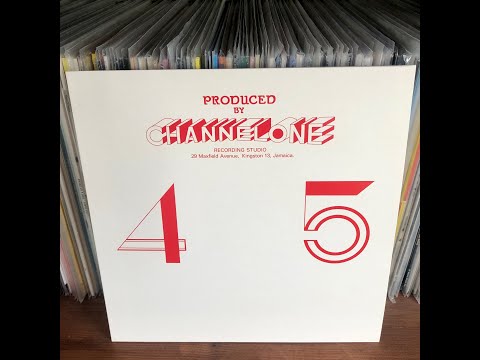 PRODUCED
BY
CHANNEL ONE
RECORDING STUDIO
29 Maxfield Avenue, Kingston 13, Jamaica.
4 5